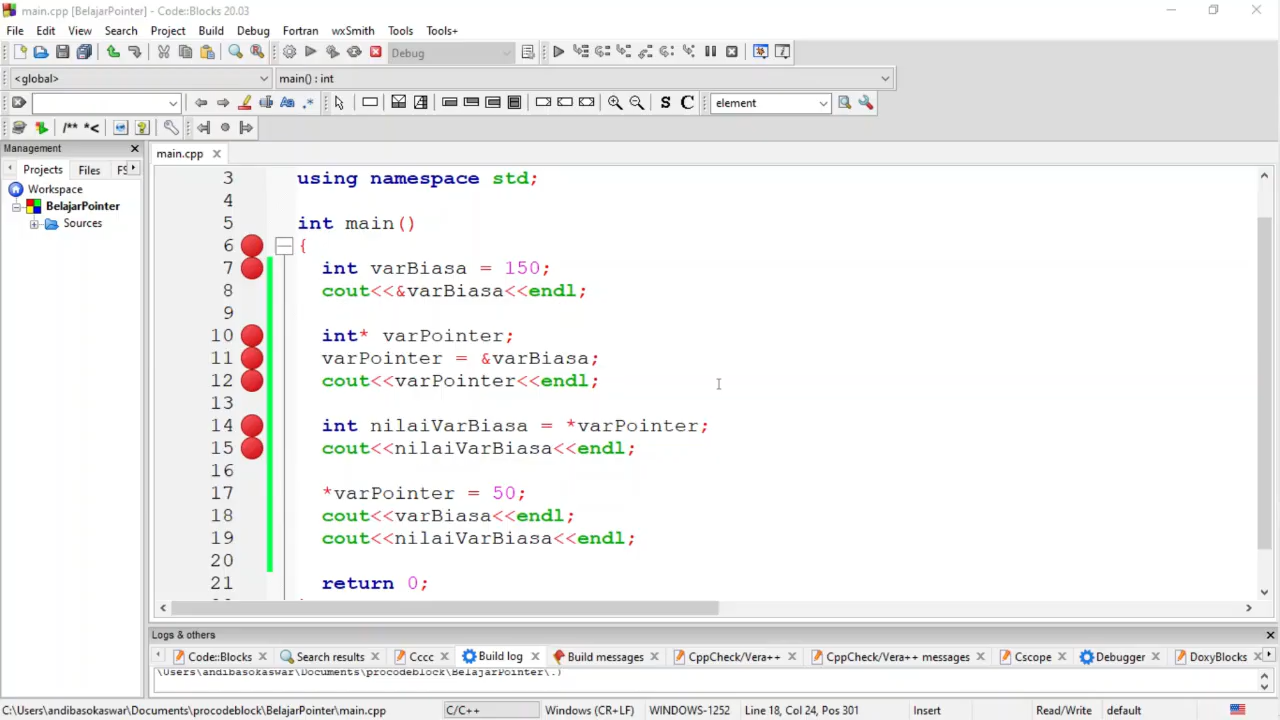 main.cpp [BelajarPointer] - Code::Blocks 20.03
File Edit View Search Project Build Debug Fortran wxSmith Tools Tools+
Debug
<global> main() : int
S C element
/** *<
Management
Projects Files FS
main.cpp
Workspace
BelajarPointer
Sources
3 using namespace std;
4
5 int main()
6 {
7 int varBiasa = 150;
8 cout<<&varBiasa<<endl;
9
10 int* varPointer;
11 varPointer = &varBiasa;
12 cout<<varPointer<<endl;
13
14 int nilaiVarBiasa = *varPointer;
15 cout<<nilaiVarBiasa<<endl;
16
17 *varPointer = 50;
18 cout<<varBiasa<<endl;
19 cout<<nilaiVarBiasa<<endl;
20
21 return 0;
Logs & others
Code::Blocks Search results Cccc Build log Build messages CppCheck/Vera++ CppCheck/Vera++ messages Cscope Debugger DoxyBlocks
\Users\andibasokaswar\Documents\procodeblock\BelajarPointer\.)
C:\Users\andibasokaswar\Documents\procodeblock\BelajarPointer\main.cpp C/C++ Windows (CR+LF) WINDOWS-1252 Line 18, Col 24, Pos 301 Insert Read/Write default